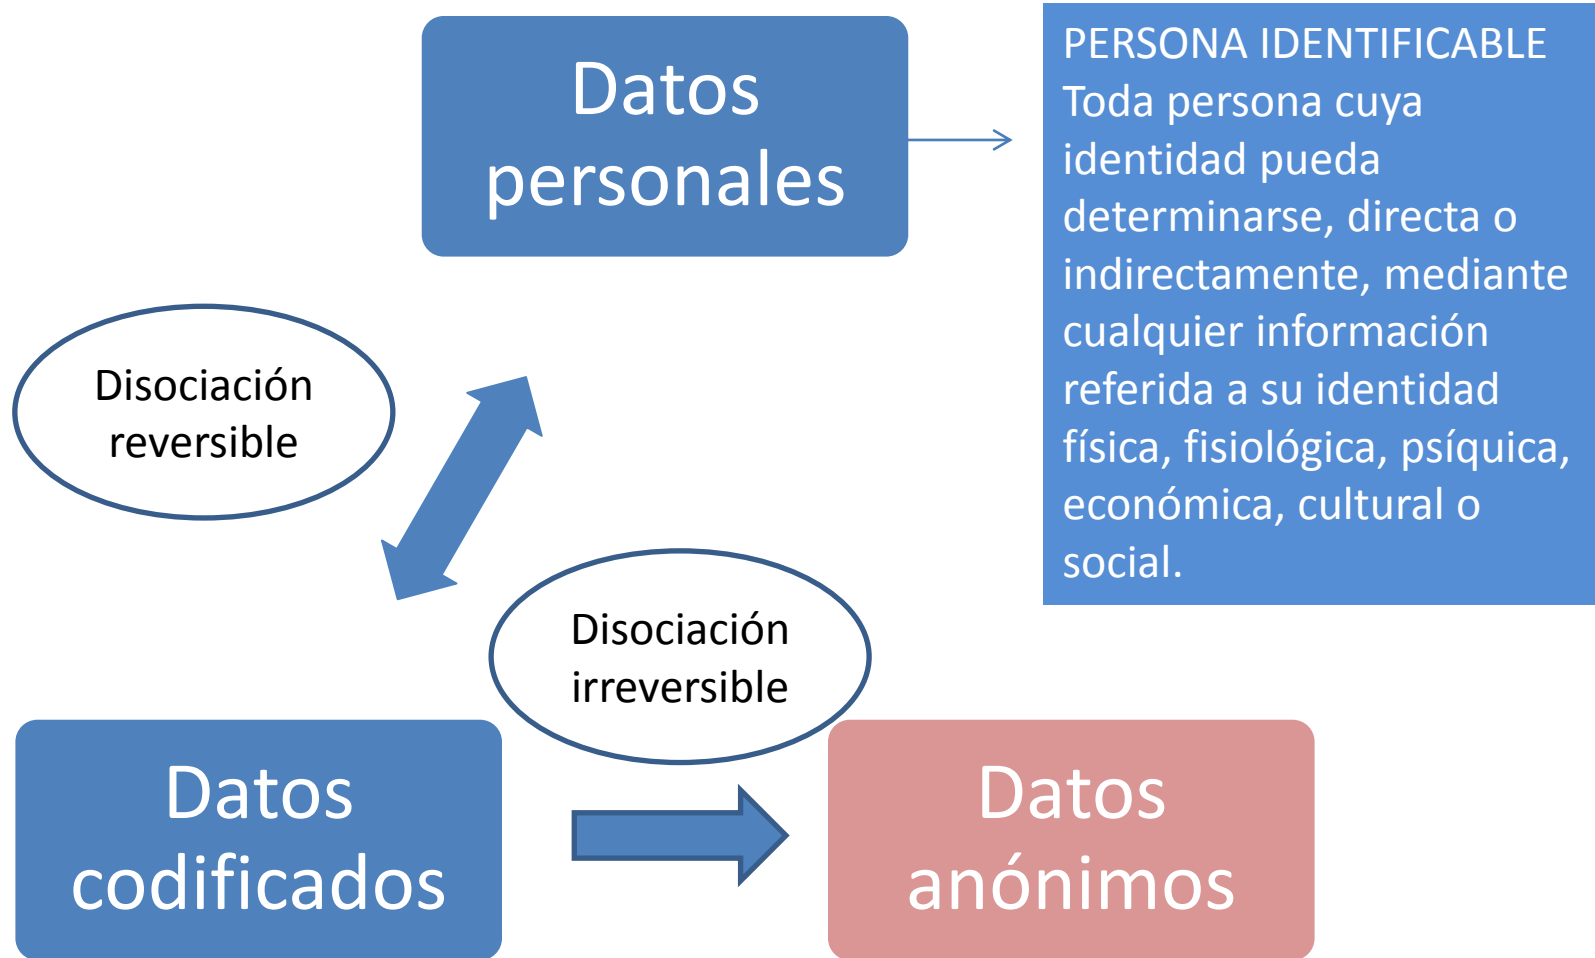 Datos
personales
PERSONA IDENTIFICABLE
Toda persona cuya
identidad pueda
determinarse, directa o
indirectamente, mediante
cualquier información
referida a su identidad
física, fisiológica, psíquica,
económica, cultural o
social.
Disociación
reversible
Disociación
irreversible
Datos
codificados
Datos
anónimos